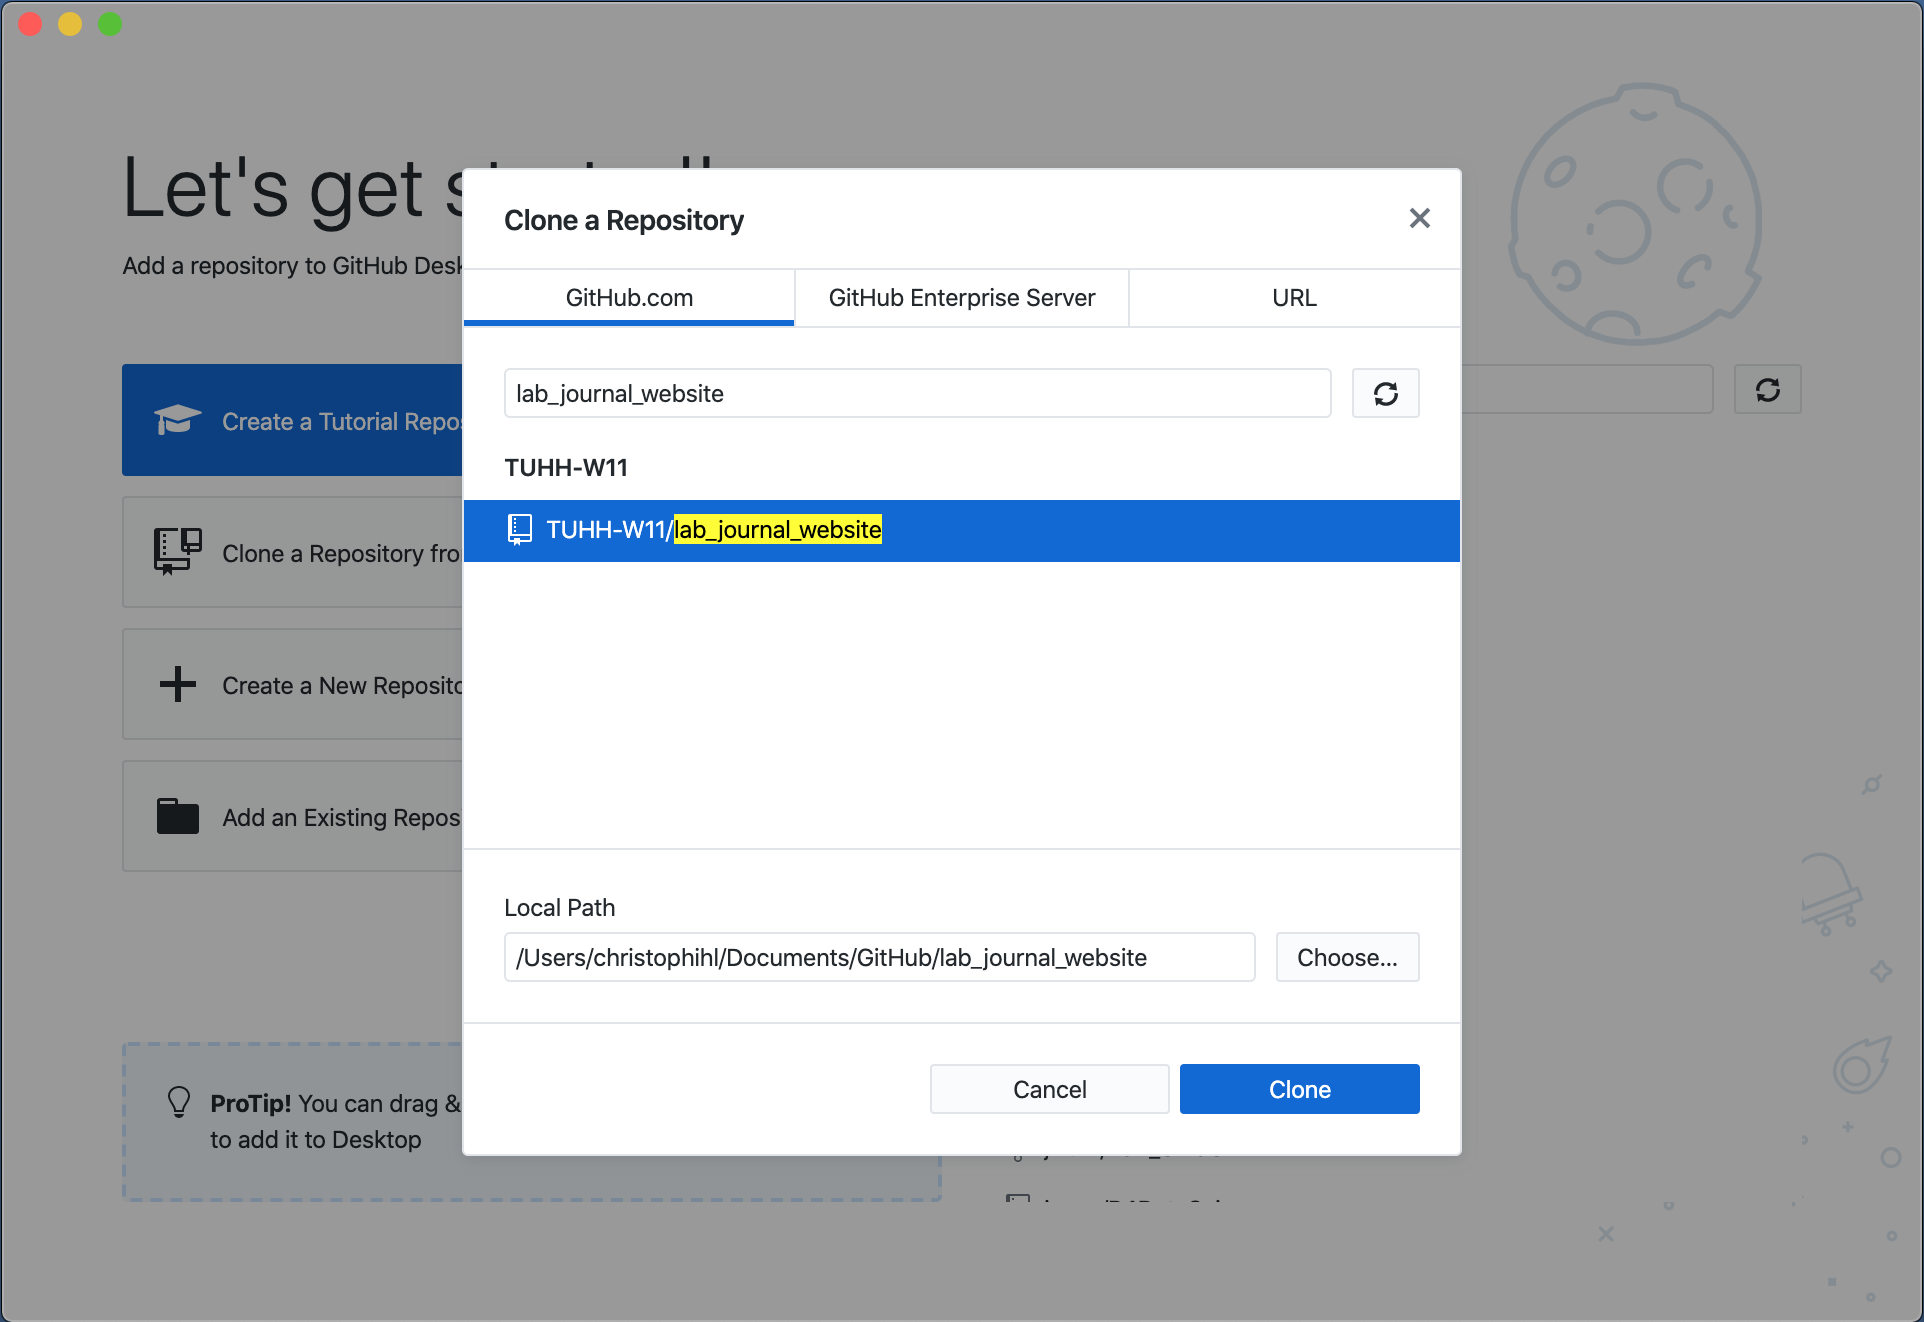 Let's get
Add a repository to GitHub Desk
Create a Tutorial Repos
Clone a Repository fro
Create a New Reposito
Add an Existing Repos
ProTip! You can drag &
to add it to Desktop
Clone a Repository
GitHub.com
GitHub Enterprise Server
URL
lab_journal_website
TUHH-W11
TUHH-W11/lab_journal_website
Local Path
/Users/christophihl/Documents/GitHub/lab_journal_website
Choose...
Cancel
Clone